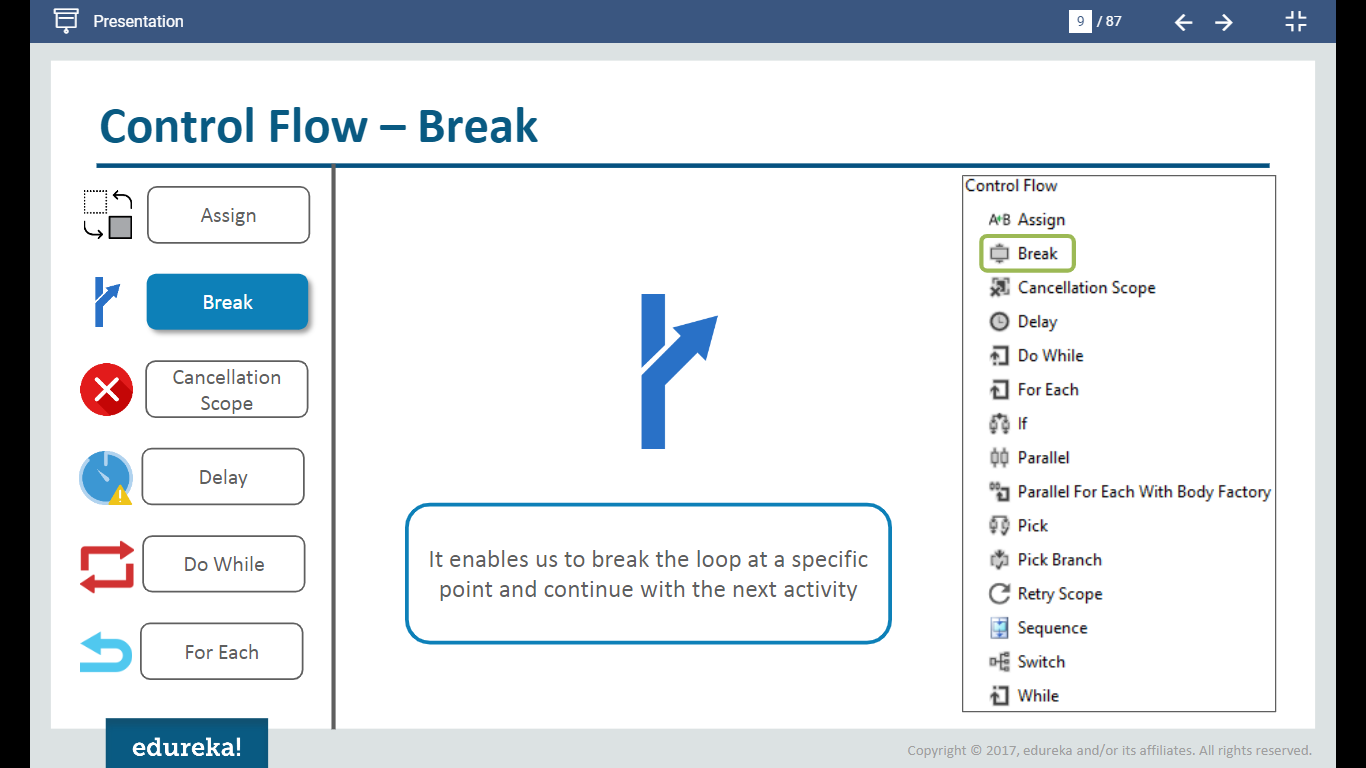 Presentation
9 / 87
Control Flow – Break
Assign
Break
Cancellation
Scope
Delay
Do While
For Each
It enables us to break the loop at a specific
point and continue with the next activity
Control Flow
A+B Assign
Break
Cancellation Scope
Delay
Do While
For Each
If
Parallel
Parallel For Each With Body Factory
Pick
Pick Branch
Retry Scope
Sequence
Switch
While
edureka!
Copyright © 2017, edureka and/or its affiliates. All rights reserved.